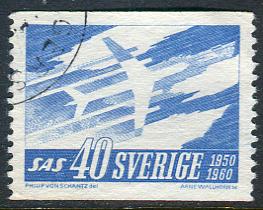 SAS 40 SVERIGE 1950 1960
PHILIP VON SCHANTZ del. ARNE WALLHORN sc